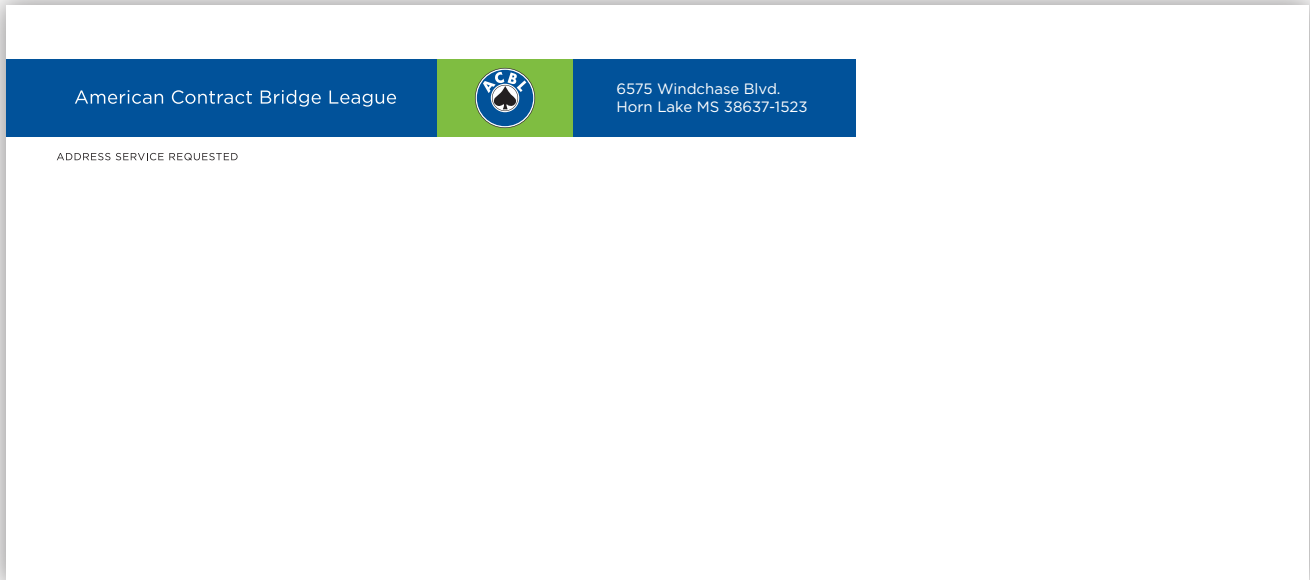 American Contract Bridge League
ACBL
6575 Windchase Blvd.
Horn Lake MS 38637-1523
ADDRESS SERVICE REQUESTED